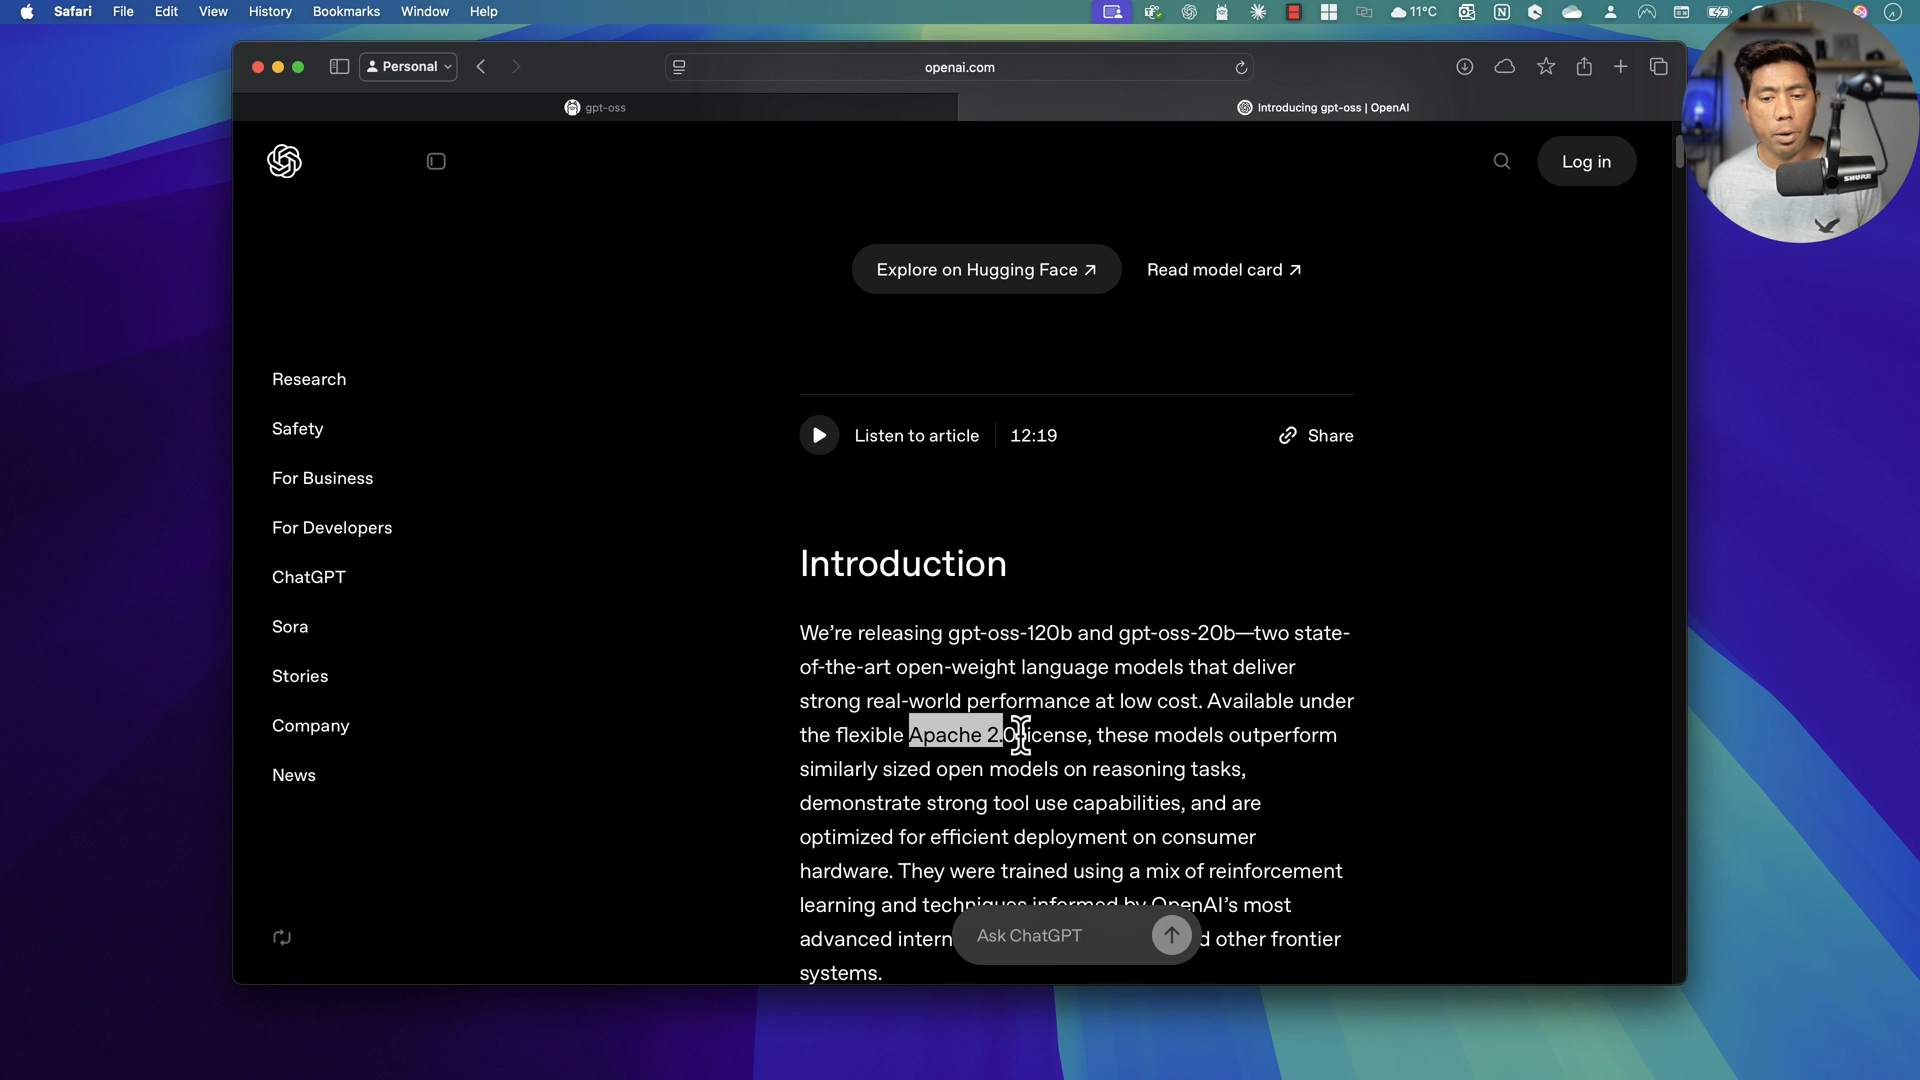 Safari File Edit View History Bookmarks Window Help
11°C
Personal
openai.com
gpt-oss
Introducing gpt-oss | OpenAI
Log in
Explore on Hugging Face ↗
Read model card ↗
Research
Safety
For Business
For Developers
ChatGPT
Sora
Stories
Company
News
Listen to article
12:19
Share
Introduction
We're releasing gpt-oss-120b and gpt-oss-20b—two state-
of-the-art open-weight language models that deliver
strong real-world performance at low cost. Available under
the flexible Apache 2.0 license, these models outperform
similarly sized open models on reasoning tasks,
demonstrate strong tool use capabilities, and are
optimized for efficient deployment on consumer
hardware. They were trained using a mix of reinforcement
learning and techniques informed by OpenAI's most
advanced intern d other frontier
systems.
Ask ChatGPT
SHURE